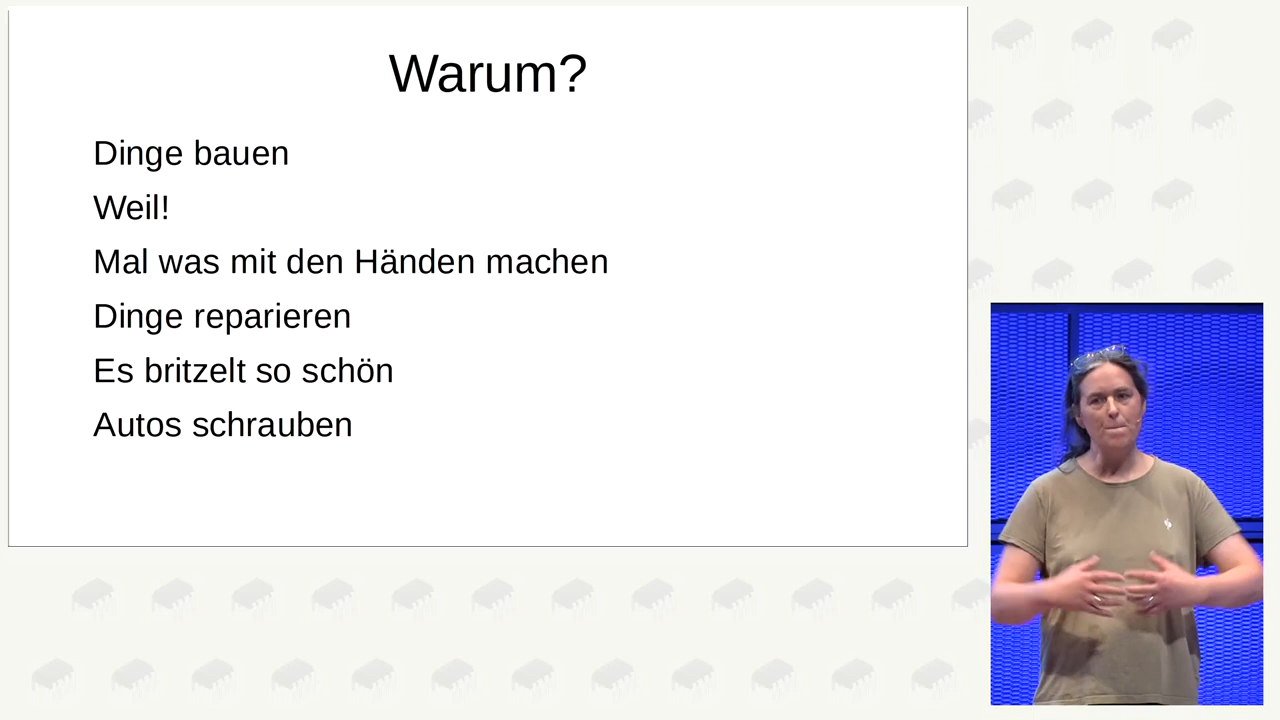 Warum?
Dinge bauen
Weil!
Mal was mit den Händen machen
Dinge reparieren
Es britzelt so schön
Autos schrauben